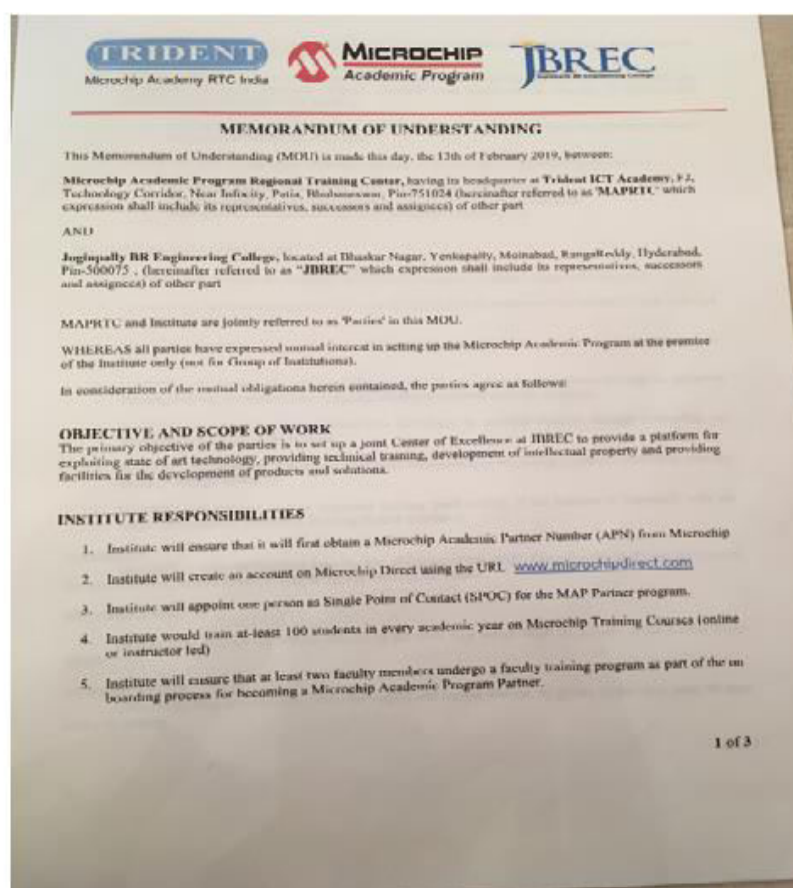 TRIDENT
Microchip Academy RTC India
MICROCHIP
Academic Program
JBREC
MEMORANDUM OF UNDERSTANDING
This Memorandum of Understanding (MOU) is made this day, the 13th of February 2019, between:
Microchip Academic Program Regional Training Center, having its headquarter at Trident ICT Academy, F2,
Technology Corridor, Near Infocity, Patia, Bhubaneswar, Pin-751024 (hereinafter referred to as 'MAPRTC' which
expression shall include its representatives, successors and assignees) of other part
AND
Joginpally BR Engineering College, located at Bhaskar Nagar, Yenkapally, Moinabad, RangaReddy, Hyderabad,
Pin-500075 , (hereinafter referred to as "JBREC" which expression shall include its representatives, successors
and assignees) of other part
MAPRTC and Institute are jointly referred to as 'Parties' in this MOU.
WHEREAS all parties have expressed mutual interest in setting up the Microchip Academic Program at the premise
of the Institute only (not for Group of Institutions).
In consideration of the mutual obligations herein contained, the parties agree as follows:
OBJECTIVE AND SCOPE OF WORK
The primary objective of the parties is to set up a joint Center of Excellence at JBREC to provide a platform for
exploiting state of art technology, providing technical training, development of intellectual property and providing
facilities for the development of products and solutions.
INSTITUTE RESPONSIBILITIES
1. Institute will ensure that it will first obtain a Microchip Academic Partner Number (APN) from Microchip
2. Institute will create an account on Microchip Direct using the URL www.microchipdirect.com
3. Institute will appoint one person as Single Point of Contact (SPOC) for the MAP Partner program.
4. Institute would train at-least 100 students in every academic year on Microchip Training Courses (online
or instructor led)
5. Institute will ensure that at least two faculty members undergo a faculty training program as part of the on
boarding process for becoming a Microchip Academic Program Partner.
1 of 3